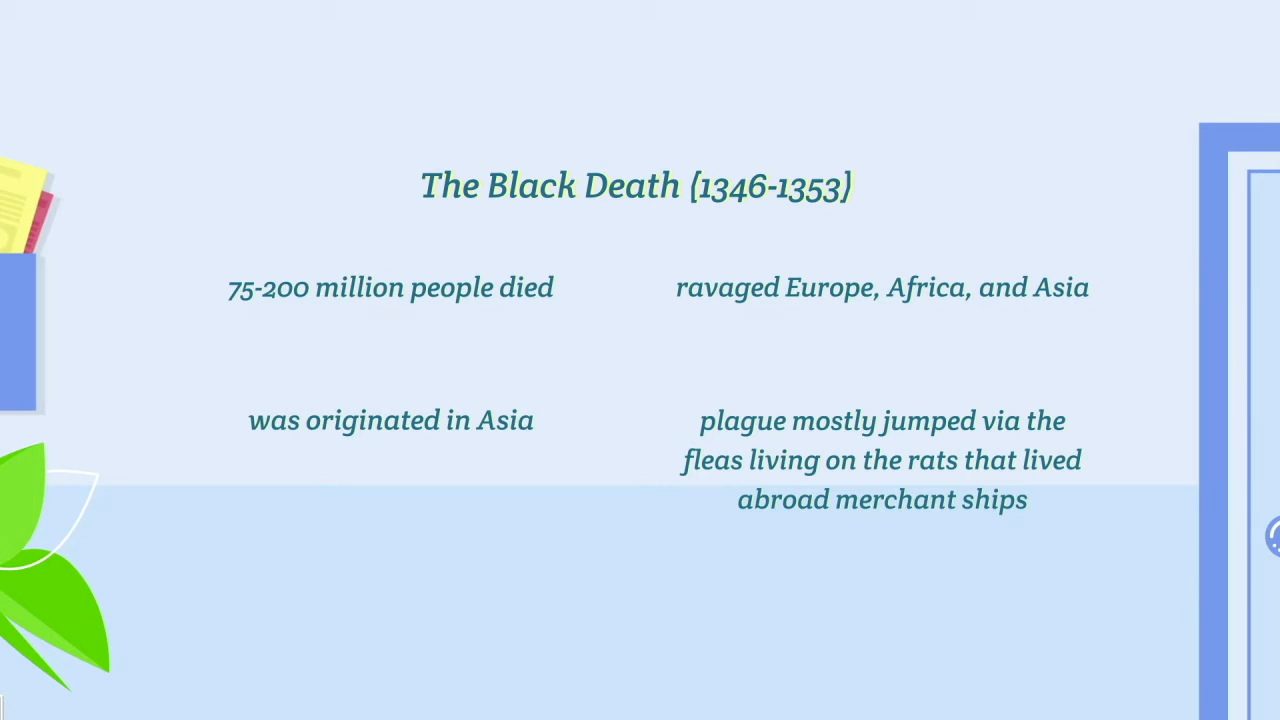 The Black Death (1346-1353)
75-200 million people died
ravaged Europe, Africa, and Asia
was originated in Asia
plague mostly jumped via the
fleas living on the rats that lived
abroad merchant ships